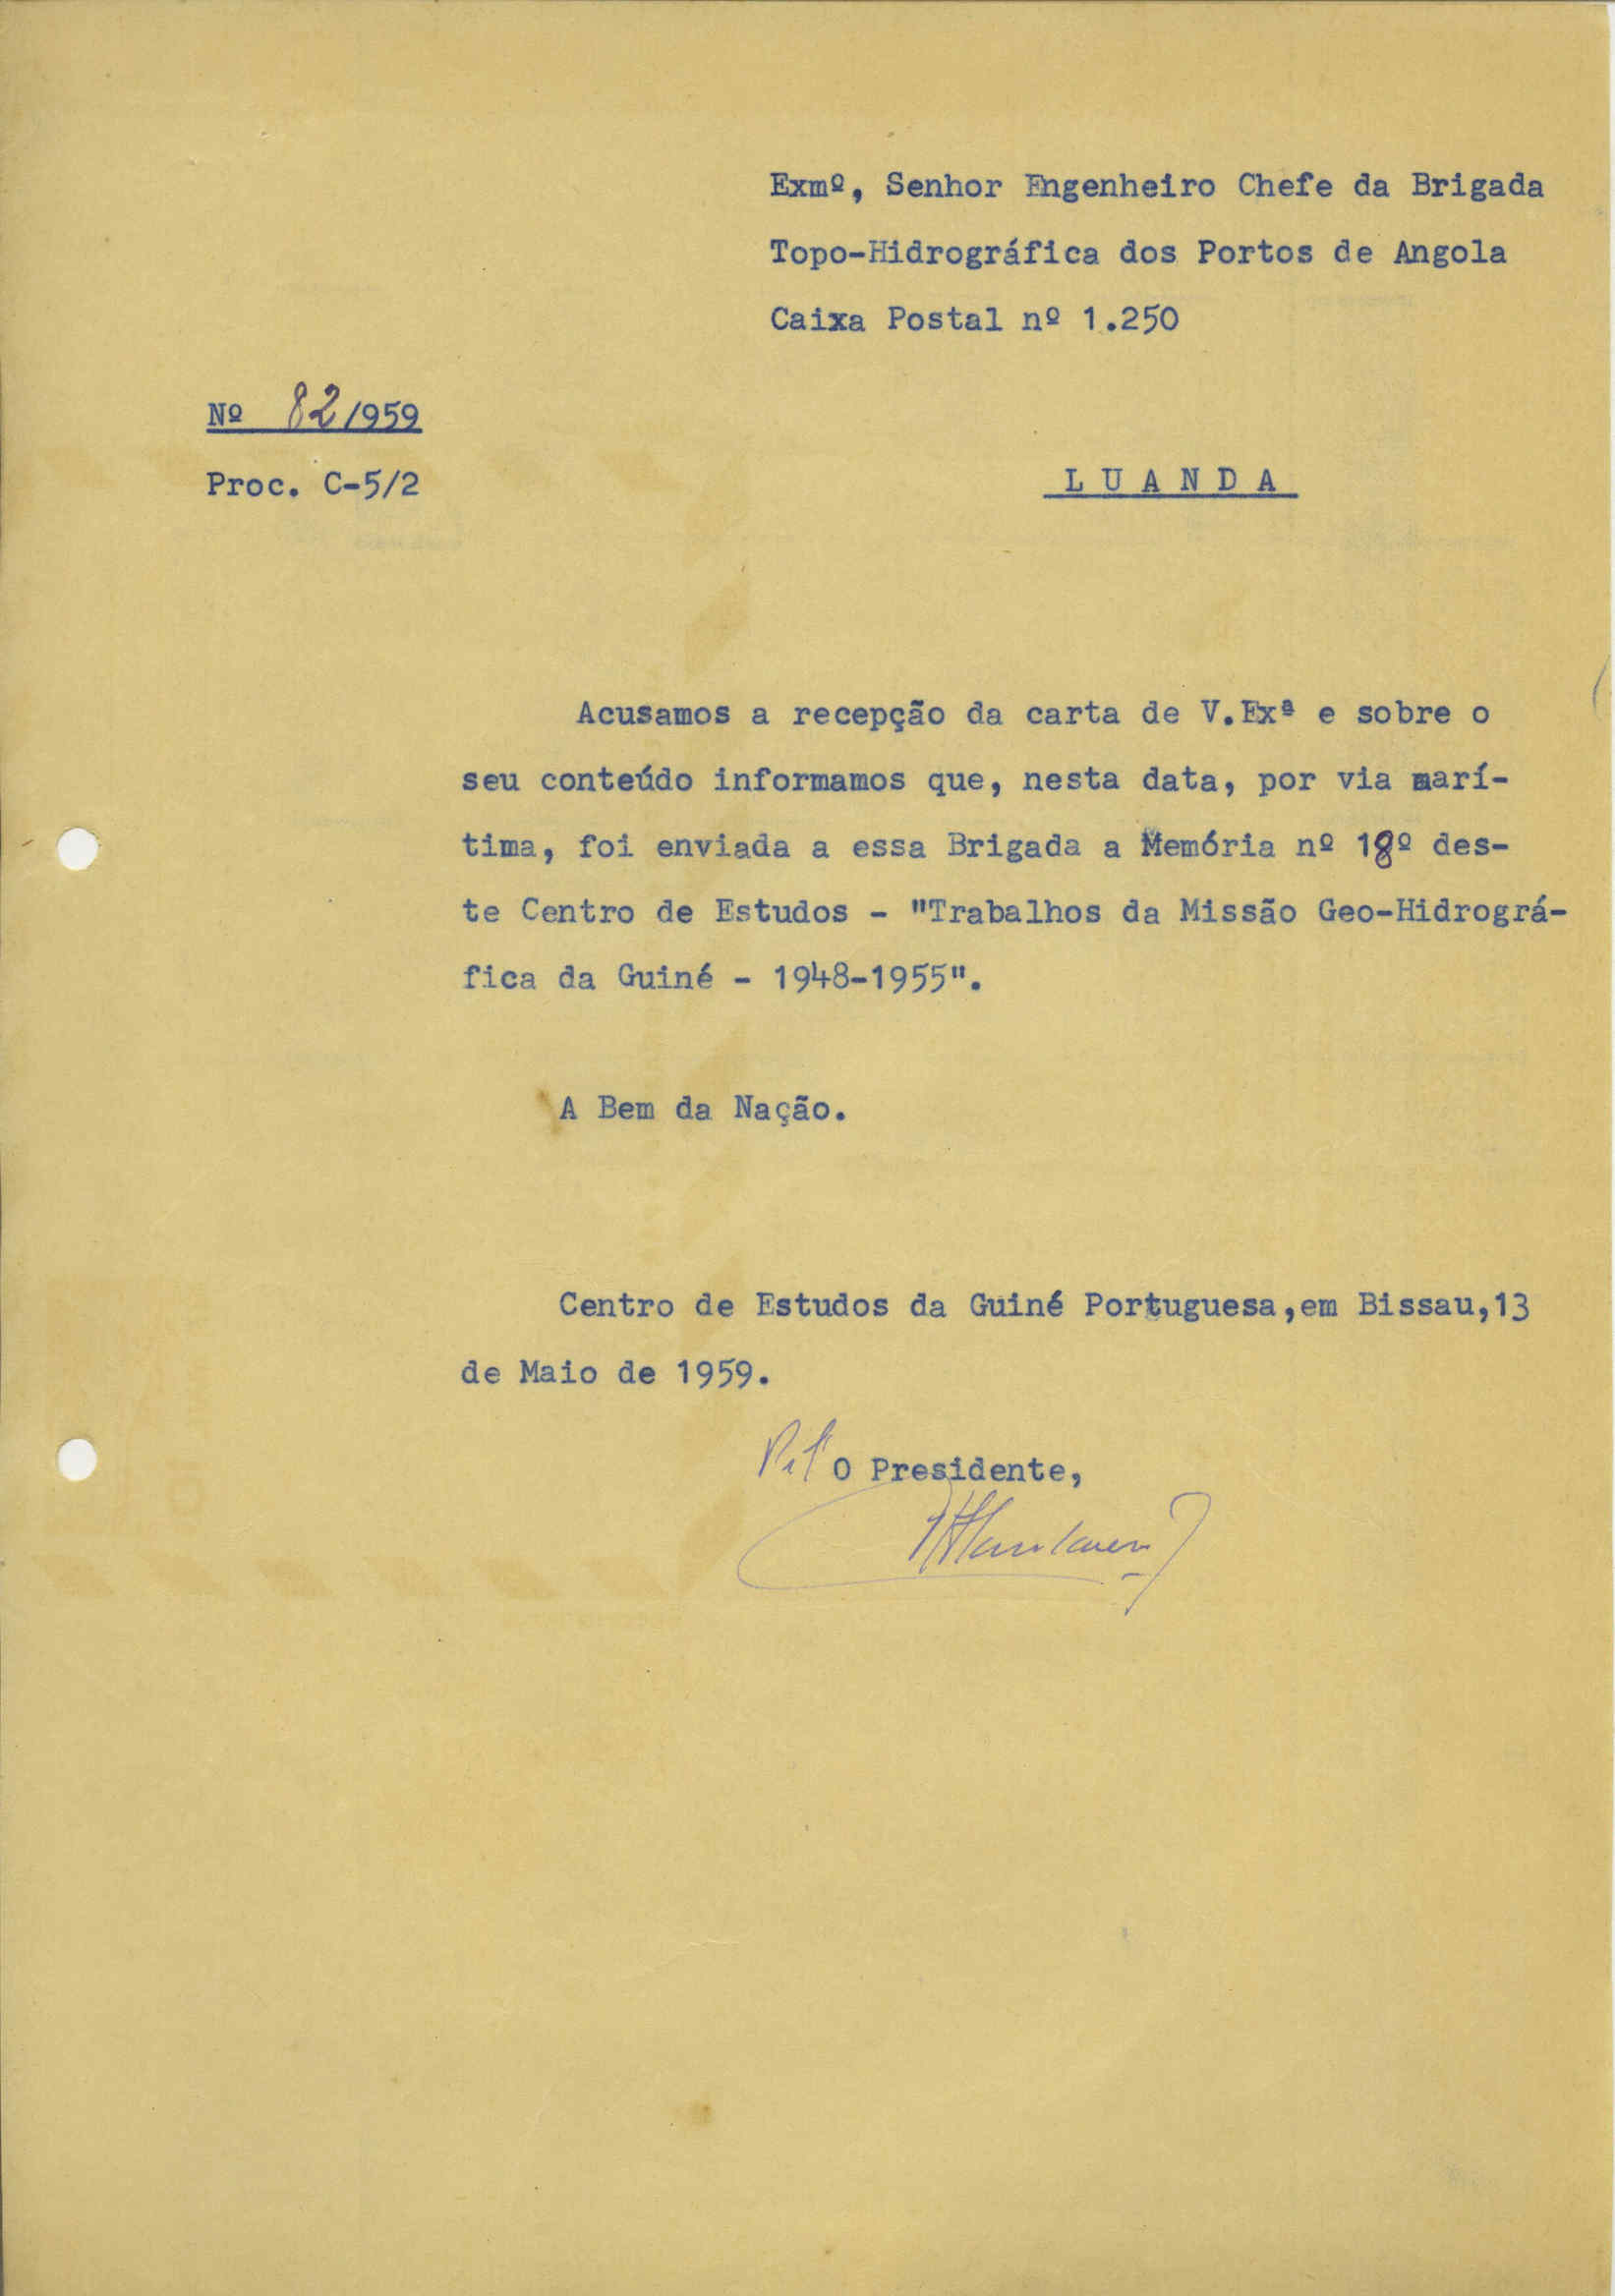 Exmº, Senhor Engenheiro Chefe da Brigada
Topo-Hidrográfica dos Portos de Angola
Caixa Postal nº 1.250
Nº 82/959
Proc. C-5/2
LUANDA
Acusamos a recepção da carta de V.Exª e sobre o
seu conteúdo informamos que, nesta data, por via marí-
tima, foi enviada a essa Brigada a Memória nº 18º des-
te Centro de Estudos - "Trabalhos da Missão Geo-Hidrográ-
fica da Guiné - 1948-1955".
A Bem da Nação.
Centro de Estudos da Guiné Portuguesa,em Bissau,13
de Maio de 1959.
O Presidente,